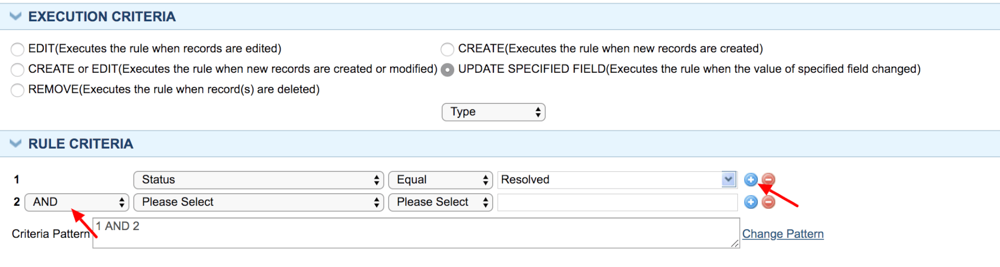 EXECUTION CRITERIA
EDIT(Executes the rule when records are edited) CREATE(Executes the rule when new records are created)
CREATE or EDIT(Executes the rule when new records are created or modified) UPDATE SPECIFIED FIELD(Executes the rule when the value of specified field changed)
REMOVE(Executes the rule when record(s) are deleted)
Type
RULE CRITERIA
1 Status Equal Resolved
2 AND Please Select Please Select
Criteria Pattern 1 AND 2 Change Pattern